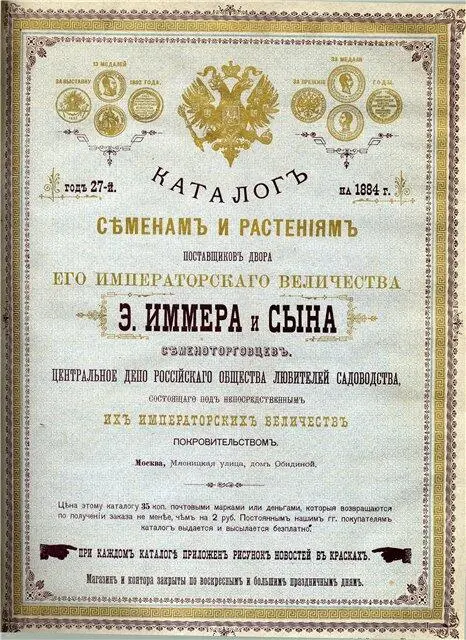 13 МЕДАЛЕЙ
ЗА ВЫСТАВКУ 1882 ГОДА.
38 МЕДАЛИ
ЗА ПРЕЖНІЕ ГОДЫ.
ГОДЪ 27-й.
КАТАЛОГЪ
НА 1884 г.
СѢМЕНАМЪ И РАСТЕНІЯМЪ
ПОСТАВЩИКОВЪ ДВОРА
ЕГО ИМПЕРАТОРСКАГО ВЕЛИЧЕСТВА
Э. ИММЕРА и СЫНА
СѢМЕНОТОРГОВЦЕВЪ.
ЦЕНТРАЛЬНОЕ ДЕПО РОССІЙСКАГО ОБЩЕСТВА ЛЮБИТЕЛЕЙ САДОВОДСТВА,
СОСТОЯЩАГО ПОДЪ НЕПОСРЕДСТВЕННЫМЪ
ИХЪ ИМПЕРАТОРСКИХЪ ВЕЛИЧЕСТВЪ
ПОКРОВИТЕЛЬСТВОМЪ.
Москва, Мясницкая улица, домъ Обидиной.
Цѣна этому каталогу 35 коп. почтовыми марками или деньгами, которыя возвращаются
по полученіи заказа не менѣе, чѣмъ на 2 руб. Постояннымъ нашимъ гг. покупателямъ
каталогъ выдается и высылается безплатно.
ПРИ КАЖДОМЪ КАТАЛОГѢ ПРИЛОЖЕНЪ РИСУНОКЪ НОВОСТЕЙ ВЪ КРАСКАХЪ.
Магазинъ и контора закрыты по воскреснымъ и большимъ праздничнымъ днямъ.